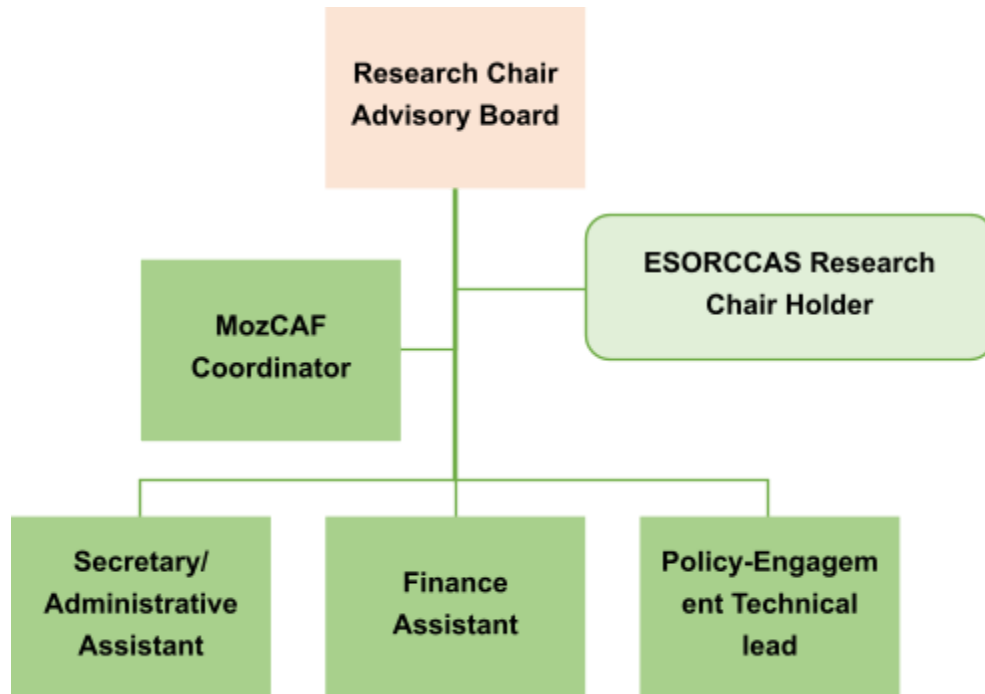 Research Chair
Advisory Board
ESORCCAS Research
Chair Holder
MozCAF
Coordinator
Secretary/
Administrative
Assistant
Finance
Assistant
Policy-Engagem
ent Technical
lead